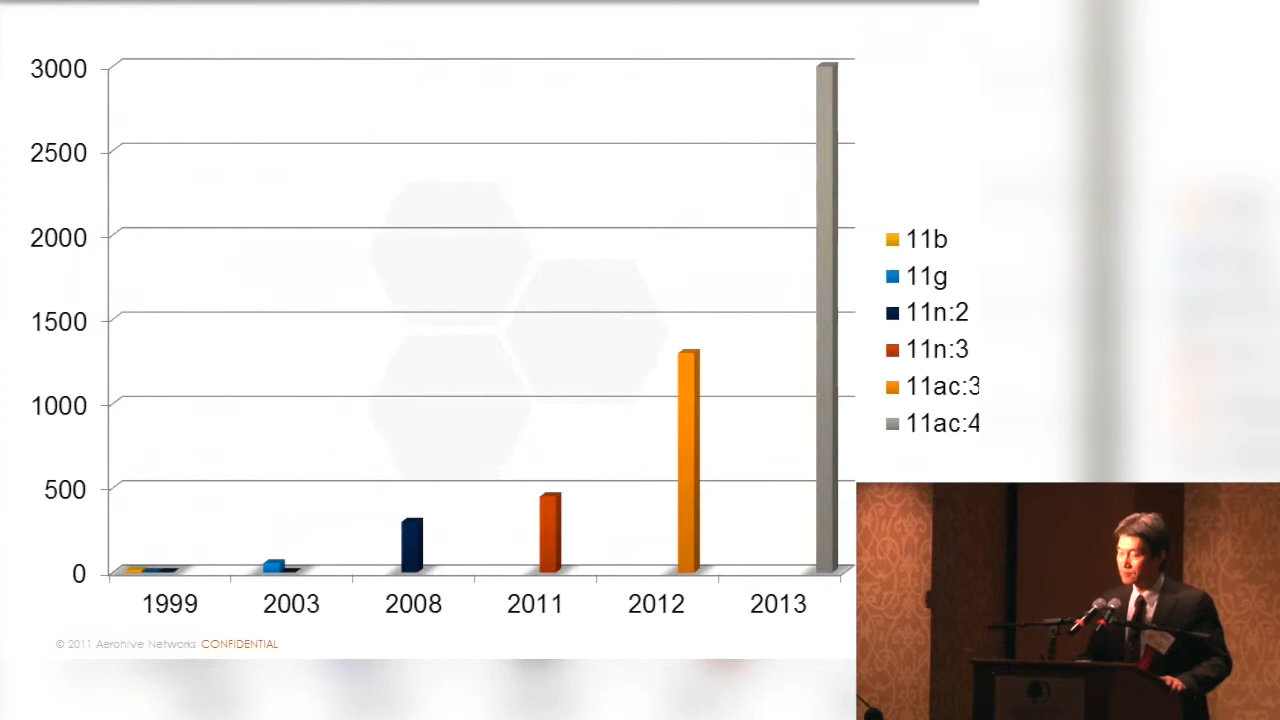 3000
2500
2000
1500
1000
500
0
1999 2003 2008 2011 2012 2013
11b
11g
11n:2
11n:3
11ac:3
11ac:4
© 2011 Aerohive Networks CONFIDENTIAL